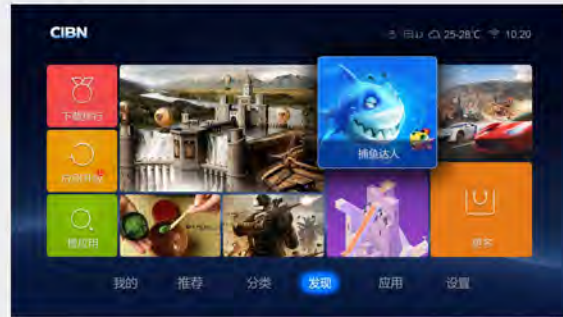 CIBN
25-28℃ 10:20
下载排行
捕鱼达人
搜应用
更多
我的 推荐 分类 发现 应用 设置